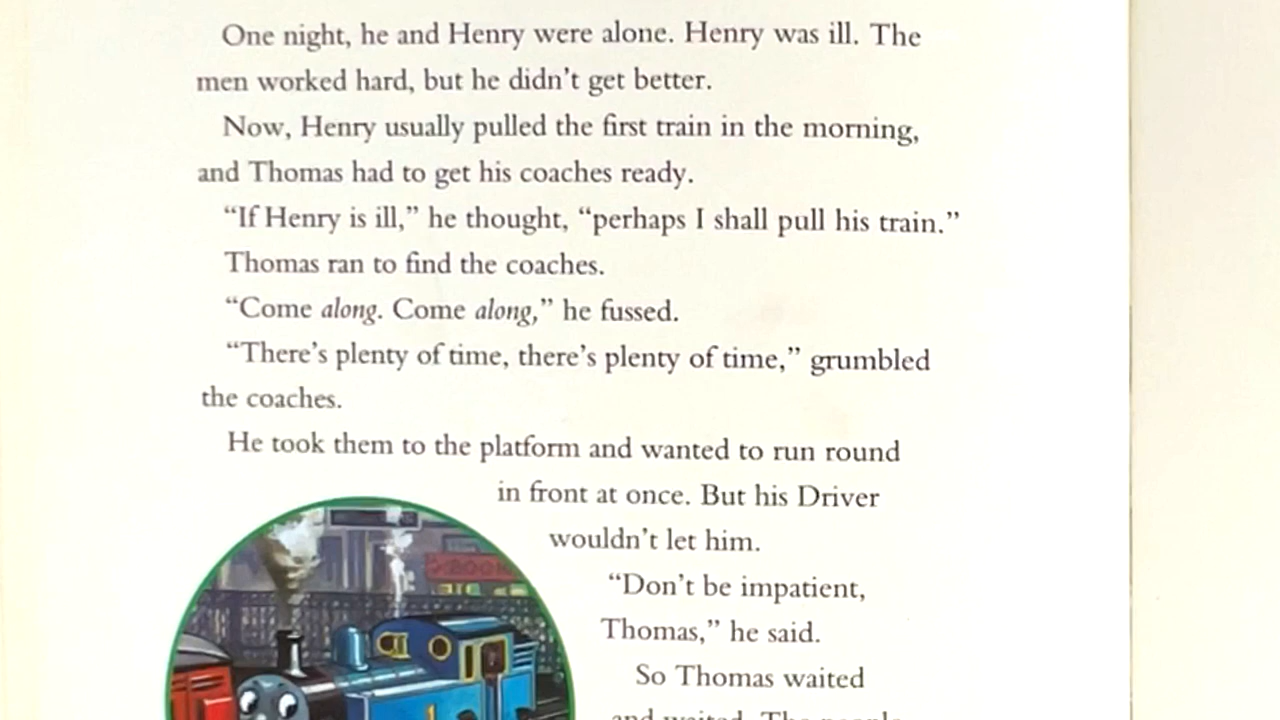 One night, he and Henry were alone. Henry was ill. The
men worked hard, but he didn’t get better.
Now, Henry usually pulled the first train in the morning,
and Thomas had to get his coaches ready.
“If Henry is ill,” he thought, “perhaps I shall pull his train.”
Thomas ran to find the coaches.
“Come along. Come along,” he fussed.
“There’s plenty of time, there’s plenty of time,” grumbled
the coaches.
He took them to the platform and wanted to run round
in front at once. But his Driver
wouldn’t let him.
“Don’t be impatient,
Thomas,” he said.
So Thomas waited
and waited. The people